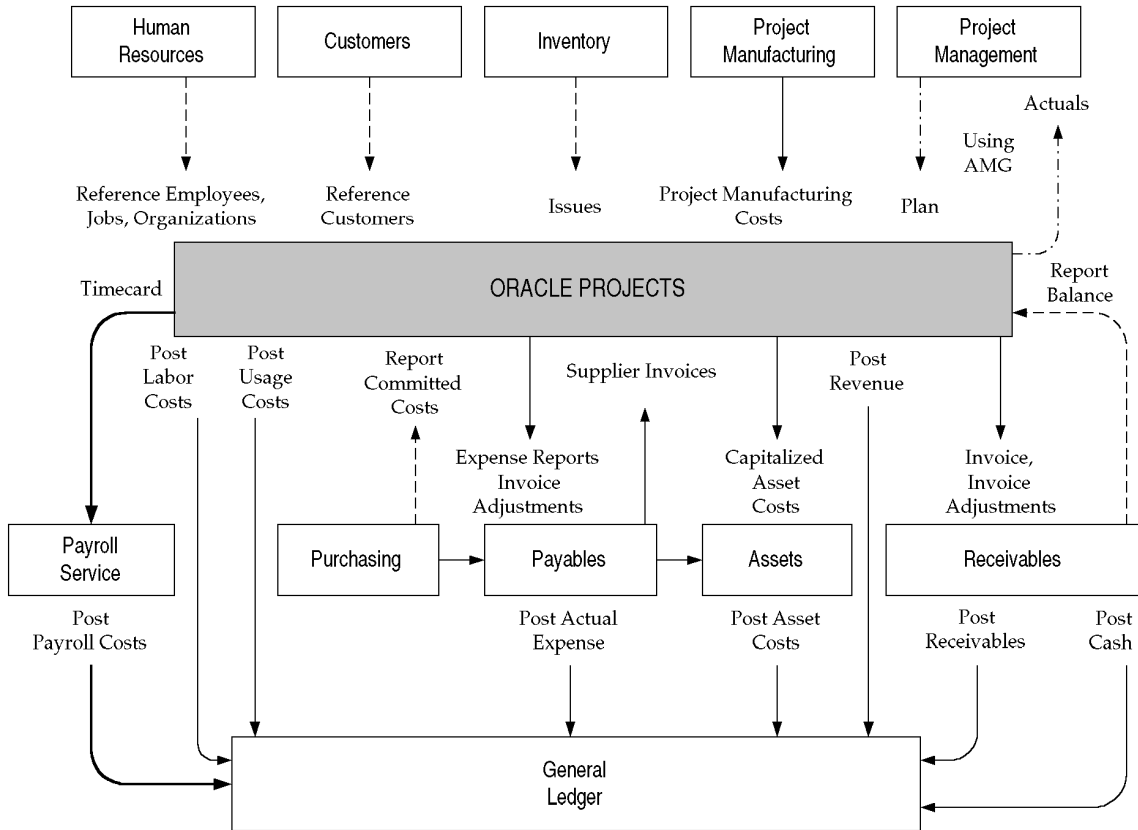 Human
Resources
Customers
Inventory
Project
Manufacturing
Project
Management
Actuals
Using
AMG
Reference Employees,
Jobs, Organizations
Reference
Customers
Issues
Project Manufacturing
Costs
Plan
ORACLE PROJECTS
Timecard
Report
Balance
Post
Labor
Costs
Post
Usage
Costs
Report
Committed
Costs
Supplier Invoices
Post
Revenue
Expense Reports
Invoice
Adjustments
Capitalized
Asset
Costs
Invoice,
Invoice
Adjustments
Payroll
Service
Purchasing
Payables
Assets
Receivables
Post
Payroll Costs
Post Actual
Expense
Post Asset
Costs
Post
Receivables
Post
Cash
General
Ledger